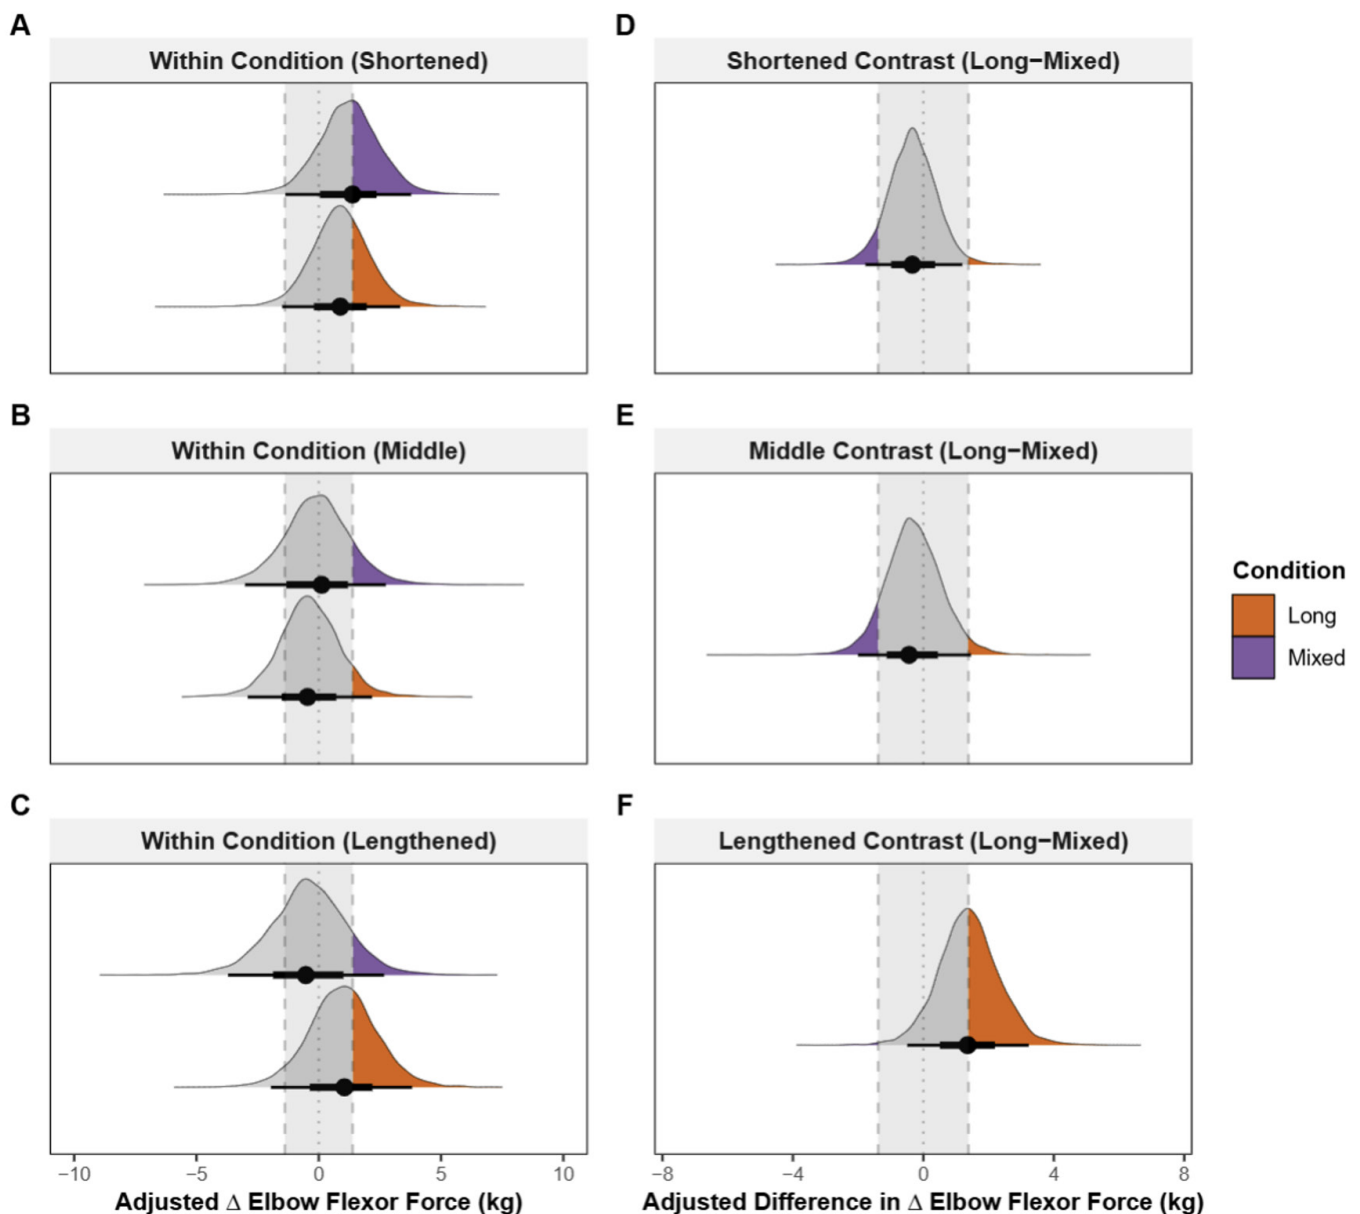 A
Within Condition (Shortened)
D
Shortened Contrast (Long−Mixed)
B
Within Condition (Middle)
E
Middle Contrast (Long−Mixed)
Condition
Long
Mixed
C
Within Condition (Lengthened)
F
Lengthened Contrast (Long−Mixed)
−10 −5 0 5 10
Adjusted Δ Elbow Flexor Force (kg)
−8 −4 0 4 8
Adjusted Difference in Δ Elbow Flexor Force (kg)